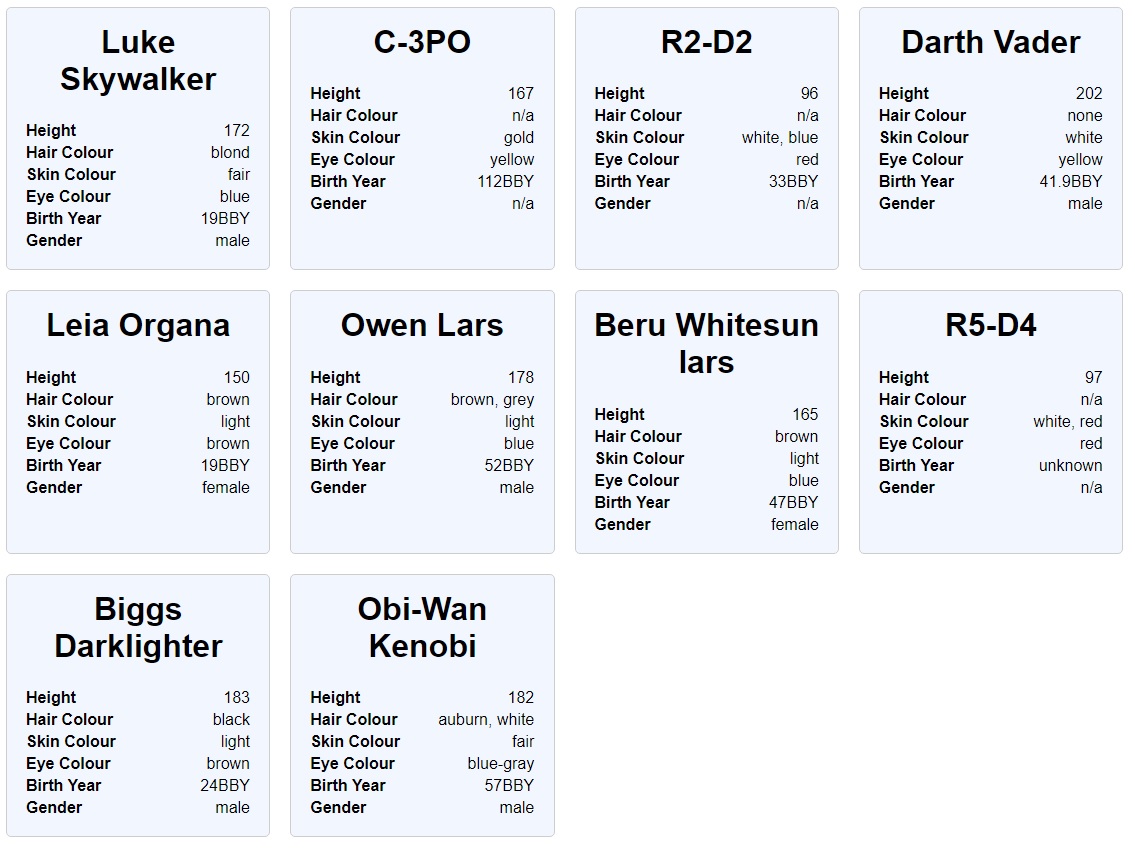 Luke
Skywalker
Height 172
Hair Colour blond
Skin Colour fair
Eye Colour blue
Birth Year 19BBY
Gender male
C-3PO
Height 167
Hair Colour n/a
Skin Colour gold
Eye Colour yellow
Birth Year 112BBY
Gender n/a
R2-D2
Height 96
Hair Colour n/a
Skin Colour white, blue
Eye Colour red
Birth Year 33BBY
Gender n/a
Darth Vader
Height 202
Hair Colour none
Skin Colour white
Eye Colour yellow
Birth Year 41.9BBY
Gender male
Leia Organa
Height 150
Hair Colour brown
Skin Colour light
Eye Colour brown
Birth Year 19BBY
Gender female
Owen Lars
Height 178
Hair Colour brown, grey
Skin Colour light
Eye Colour blue
Birth Year 52BBY
Gender male
Beru Whitesun
lars
Height 165
Hair Colour brown
Skin Colour light
Eye Colour blue
Birth Year 47BBY
Gender female
R5-D4
Height 97
Hair Colour n/a
Skin Colour white, red
Eye Colour red
Birth Year unknown
Gender n/a
Biggs
Darklighter
Height 183
Hair Colour black
Skin Colour light
Eye Colour brown
Birth Year 24BBY
Gender male
Obi-Wan
Kenobi
Height 182
Hair Colour auburn, white
Skin Colour fair
Eye Colour blue-gray
Birth Year 57BBY
Gender male